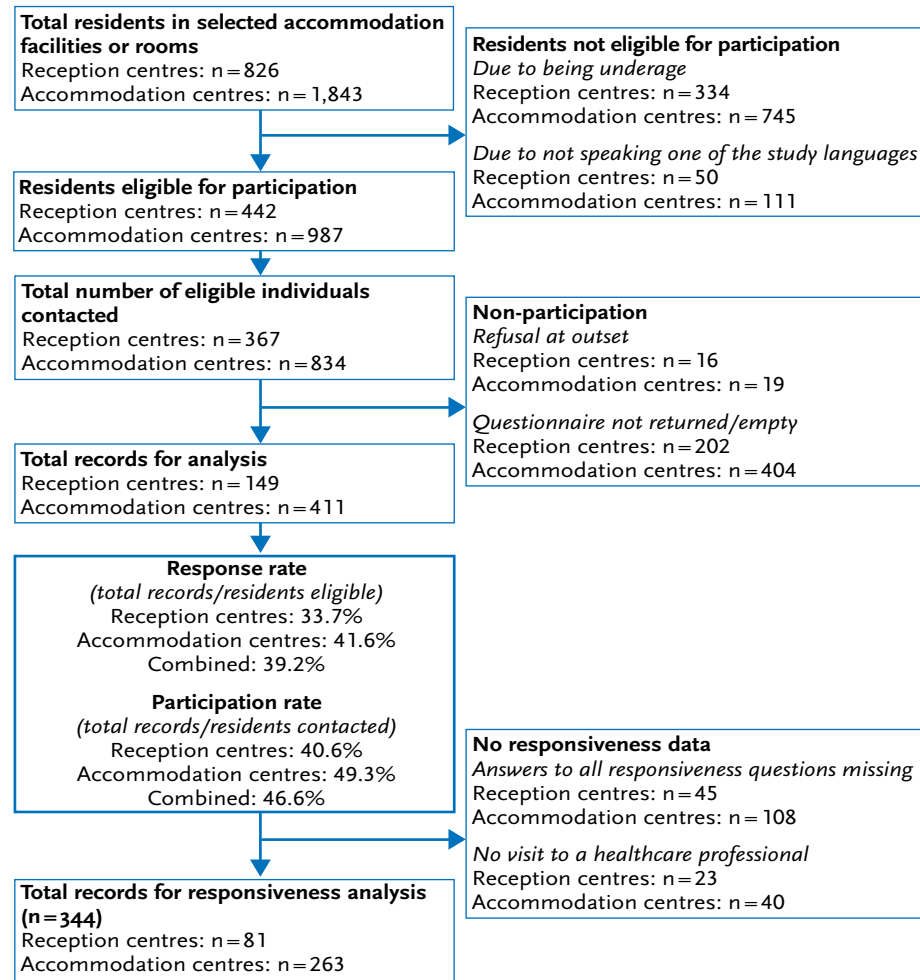 Total residents in selected accommodation
facilities or rooms
Reception centres: n=826
Accommodation centres: n=1,843
Residents not eligible for participation
Due to being underage
Reception centres: n=334
Accommodation centres: n=745
Due to not speaking one of the study languages
Reception centres: n=50
Accommodation centres: n=111
Residents eligible for participation
Reception centres: n=442
Accommodation centres: n=987
Total number of eligible individuals
contacted
Reception centres: n=367
Accommodation centres: n=834
Non-participation
Refusal at outset
Reception centres: n=16
Accommodation centres: n=19
Questionnaire not returned/empty
Reception centres: n=202
Accommodation centres: n=404
Total records for analysis
Reception centres: n=149
Accommodation centres: n=411
Response rate
(total records/residents eligible)
Reception centres: 33.7%
Accommodation centres: 41.6%
Combined: 39.2%
Participation rate
(total records/residents contacted)
Reception centres: 40.6%
Accommodation centres: 49.3%
Combined: 46.6%
No responsiveness data
Answers to all responsiveness questions missing
Reception centres: n=45
Accommodation centres: n=108
No visit to a healthcare professional
Reception centres: n=23
Accommodation centres: n=40
Total records for responsiveness analysis
(n=344)
Reception centres: n=81
Accommodation centres: n=263